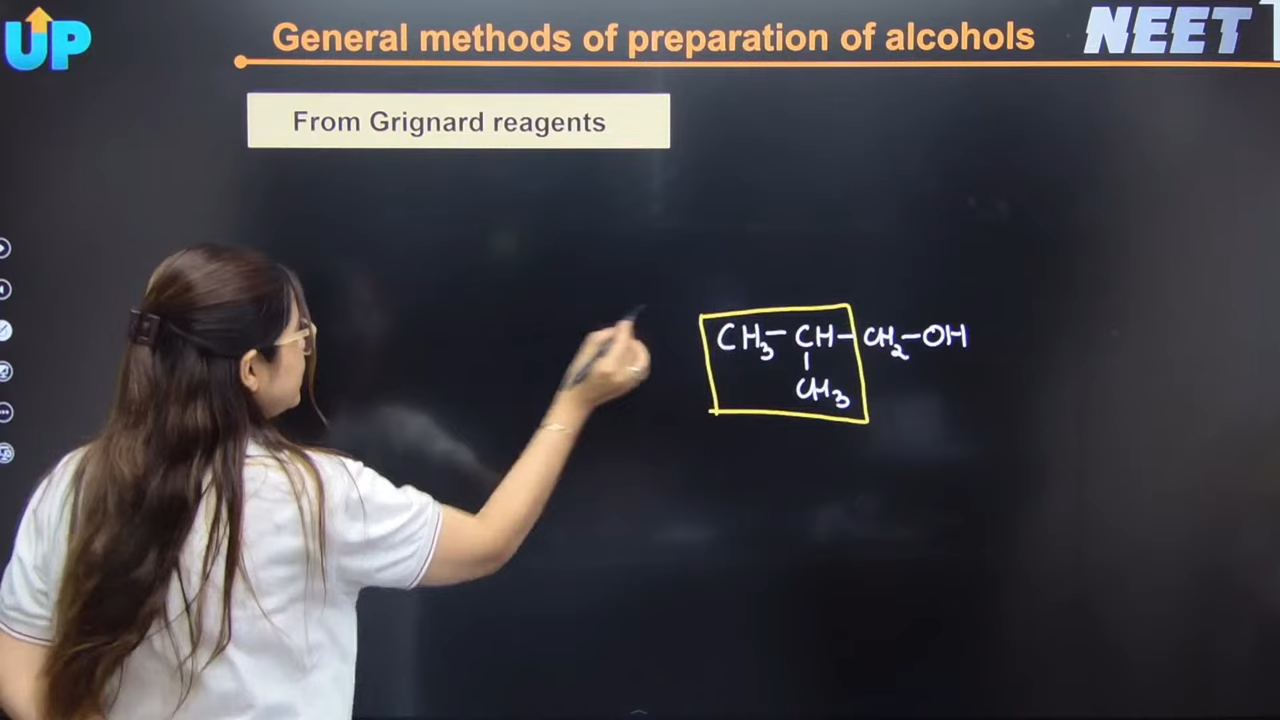 UP
General methods of preparation of alcohols
NEET
From Grignard reagents
CH₃-CH-CH₂-OH
|
CH₃